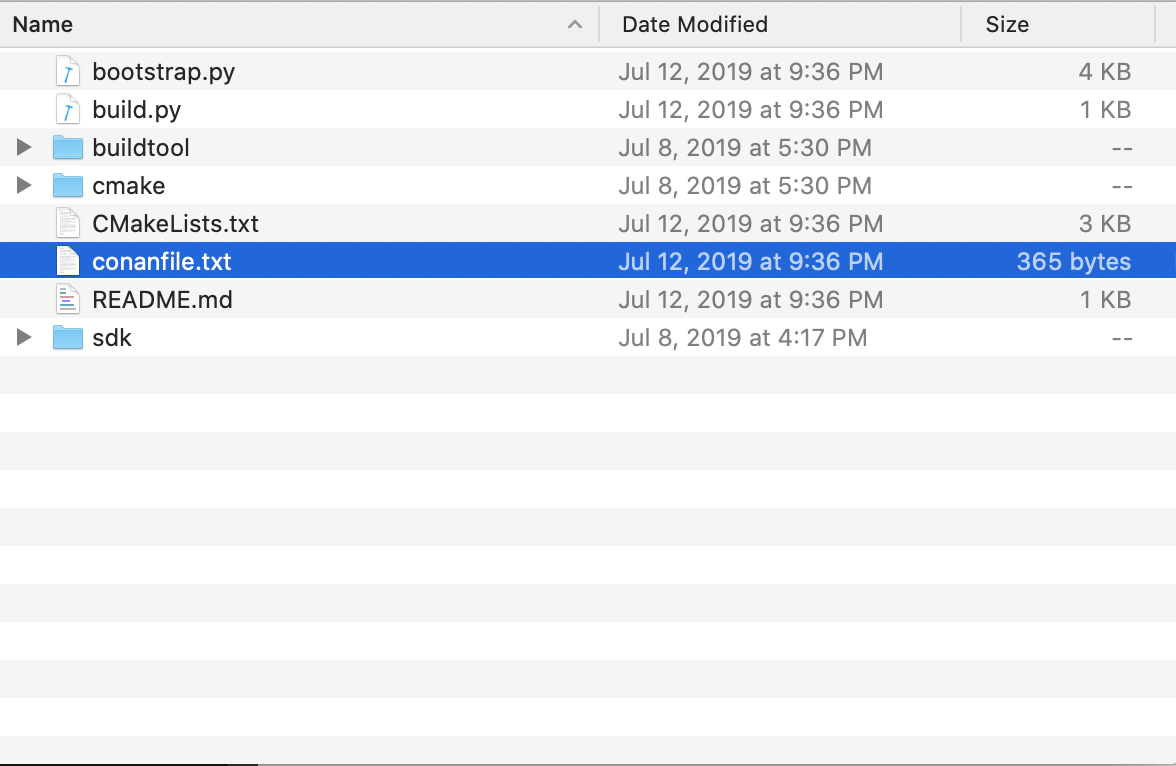 Name Date Modified Size
bootstrap.py Jul 12, 2019 at 9:36 PM 4 KB
build.py Jul 12, 2019 at 9:36 PM 1 KB
buildtool Jul 8, 2019 at 5:30 PM --
cmake Jul 8, 2019 at 5:30 PM --
CMakeLists.txt Jul 12, 2019 at 9:36 PM 3 KB
conanfile.txt Jul 12, 2019 at 9:36 PM 365 bytes
README.md Jul 12, 2019 at 9:36 PM 1 KB
sdk Jul 8, 2019 at 4:17 PM --